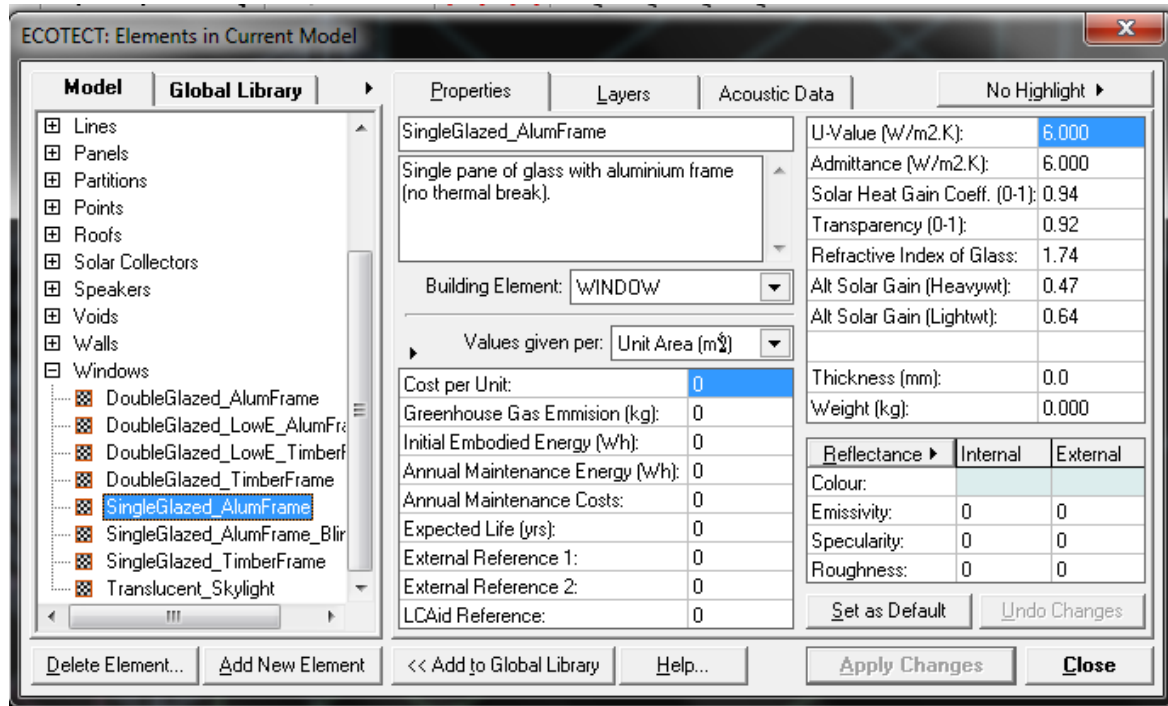 ECOTECT: Elements in Current Model
Model
Global Library
Lines
Panels
Partitions
Points
Roofs
Solar Collectors
Speakers
Voids
Walls
Windows
DoubleGlazed_AlumFrame
DoubleGlazed_LowE_AlumFra
DoubleGlazed_LowE_TimberF
DoubleGlazed_TimberFrame
SingleGlazed_AlumFrame
SingleGlazed_AlumFrame_Blin
SingleGlazed_TimberFrame
Translucent_Skylight
Delete Element...
Add New Element
Properties
Layers
Acoustic Data
No Highlight
SingleGlazed_AlumFrame
Single pane of glass with aluminium frame
(no thermal break).
Building Element: WINDOW
Values given per: Unit Area (m²)
Cost per Unit: 0
Greenhouse Gas Emmision (kg): 0
Initial Embodied Energy (Wh): 0
Annual Maintenance Energy (Wh): 0
Annual Maintenance Costs: 0
Expected Life (yrs): 0
External Reference 1: 0
External Reference 2: 0
LCAid Reference: 0
<< Add to Global Library
Help...
U-Value (W/m2.K): 6.000
Admittance (W/m2.K): 6.000
Solar Heat Gain Coeff. (0-1): 0.94
Transparency (0-1): 0.92
Refractive Index of Glass: 1.74
Alt Solar Gain (Heavywt): 0.47
Alt Solar Gain (Lightwt): 0.64
Thickness (mm): 0.0
Weight (kg): 0.000
Reflectance Internal External
Colour:
Emissivity: 0 0
Specularity: 0 0
Roughness: 0 0
Set as Default
Undo Changes
Apply Changes
Close